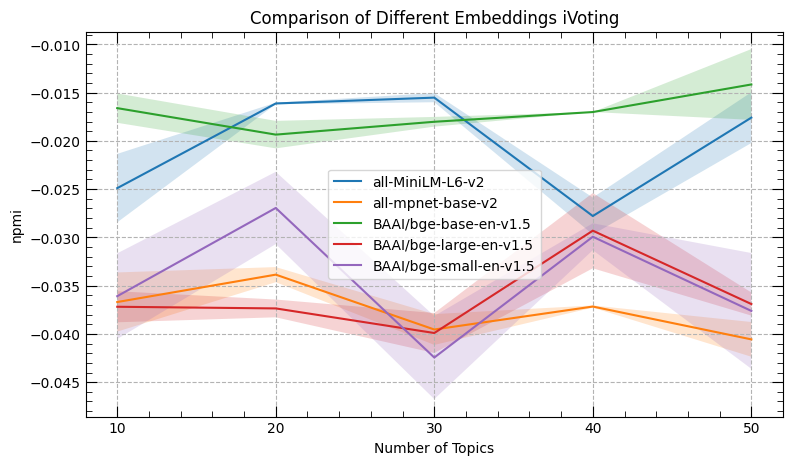 Comparison of Different Embeddings iVoting
−0.010
−0.015
−0.020
−0.025
−0.030
−0.035
−0.040
−0.045
npmi
all-MiniLM-L6-v2
all-mpnet-base-v2
BAAI/bge-base-en-v1.5
BAAI/bge-large-en-v1.5
BAAI/bge-small-en-v1.5
10 20 30 40 50
Number of Topics